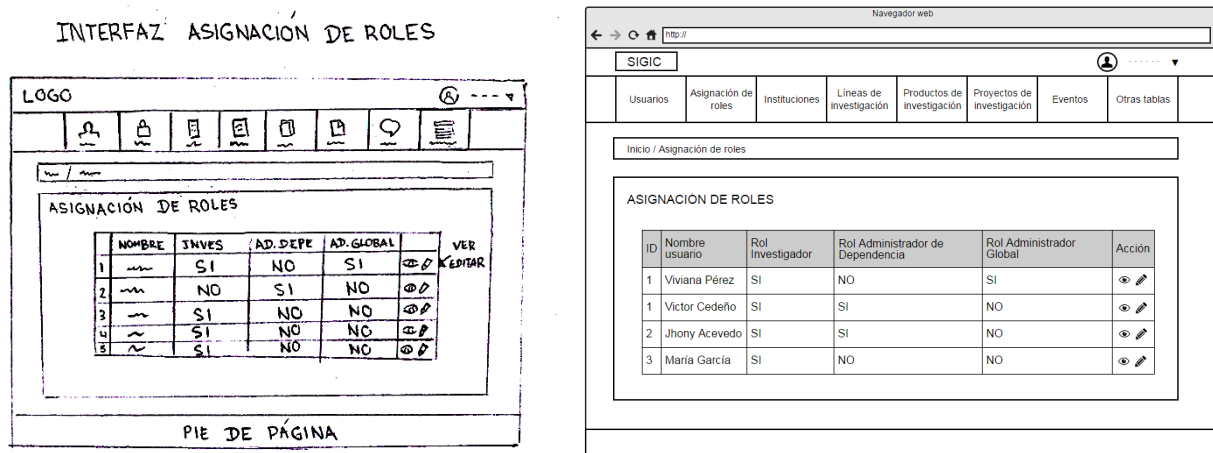 INTERFAZ ASIGNACIÓN DE ROLES
LOGO
ASIGNACIÓN DE ROLES
NOMBRE INVES AD.DEPE AD.GLOBAL
VER
EDITAR
1 SI NO SI
2 NO SI NO
3 SI NO NO
4 SI NO NO
5 SI NO NO
PIE DE PÁGINA
Navegador web
http://
SIGIC
Usuarios
Asignación de
roles
Instituciones
Líneas de
investigación
Productos de
investigación
Proyectos de
investigación
Eventos
Otras tablas
Inicio / Asignación de roles
ASIGNACIÓN DE ROLES
ID
Nombre
usuario
Rol
Investigador
Rol Administrador de
Dependencia
Rol Administrador
Global
Acción
1 Viviana Pérez SI NO SI
1 Victor Cedeño SI SI NO
2 Jhony Acevedo SI SI NO
3 María García SI NO NO